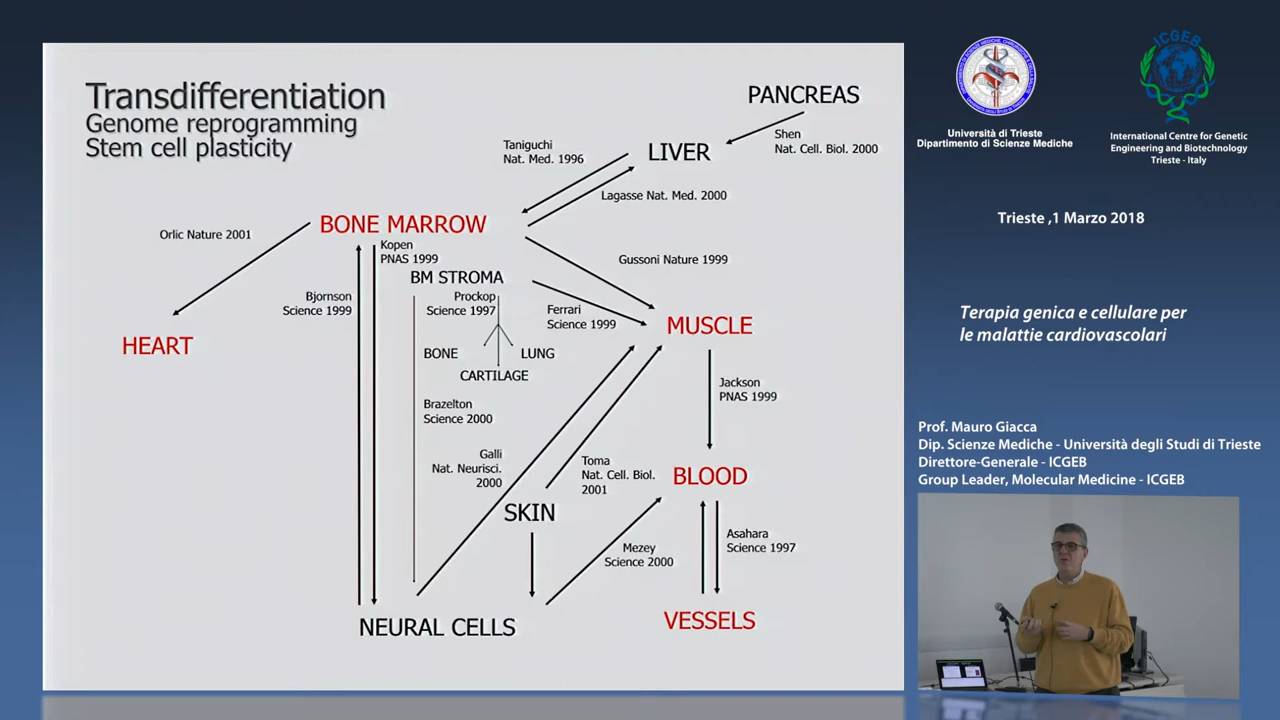 Transdifferentiation
Genome reprogramming
Stem cell plasticity
PANCREAS
Shen
Nat. Cell. Biol. 2000
LIVER
Taniguchi
Nat. Med. 1996
Lagasse Nat. Med. 2000
BONE MARROW
Orlic Nature 2001
Kopen
PNAS 1999
BM STROMA
Gussoni Nature 1999
Bjornson
Science 1999
Prockop
Science 1997
Ferrari
Science 1999
MUSCLE
HEART
BONE
LUNG
CARTILAGE
Jackson
PNAS 1999
Brazelton
Science 2000
Galli
Nat. Neurisci.
2000
Toma
Nat. Cell. Biol.
2001
BLOOD
SKIN
Mezey
Science 2000
Asahara
Science 1997
NEURAL CELLS
VESSELS
Università di Trieste
Dipartimento di Scienze Mediche
ICGEB
International Centre for Genetic
Engineering and Biotechnology
Trieste - Italy
Trieste ,1 Marzo 2018
Terapia genica e cellulare per
le malattie cardiovascolari
Prof. Mauro Giacca
Dip. Scienze Mediche - Università degli Studi di Trieste
Direttore-Generale - ICGEB
Group Leader, Molecular Medicine - ICGEB